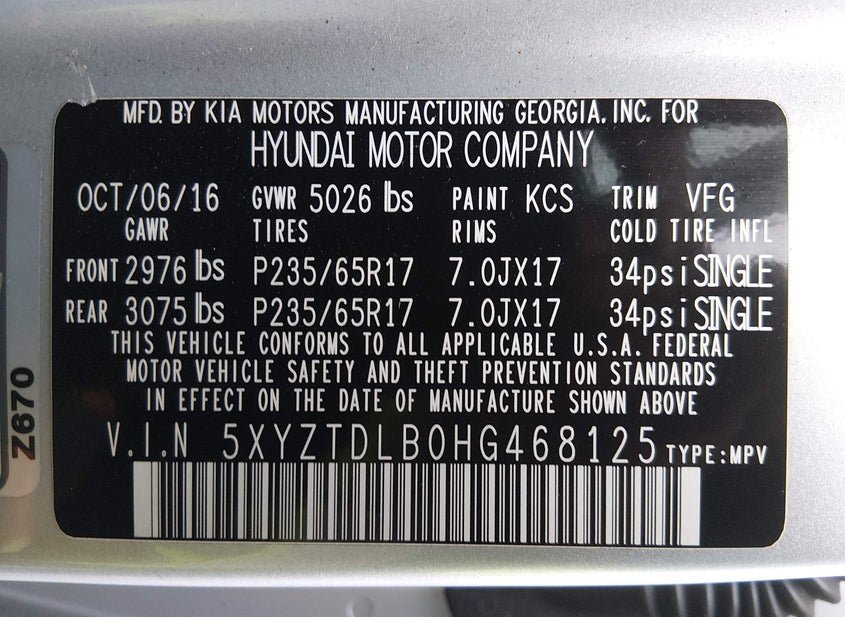 MFD. BY KIA MOTORS MANUFACTURING GEORGIA, INC. FOR
HYUNDAI MOTOR COMPANY
OCT/06/16 GVWR 5026 lbs PAINT KCS TRIM VFG
GAWR TIRES RIMS COLD TIRE INFL
FRONT 2976 lbs P235/65R17 7.0JX17 34psi SINGLE
REAR 3075 lbs P235/65R17 7.0JX17 34psi SINGLE
THIS VEHICLE CONFORMS TO ALL APPLICABLE U.S.A. FEDERAL
MOTOR VEHICLE SAFETY AND THEFT PREVENTION STANDARDS
IN EFFECT ON THE DATE OF MANUFACTURE SHOWN ABOVE
V.I.N 5XYZTDLB0HG468125 TYPE:MPV
Z670